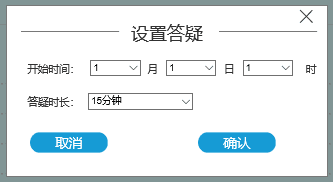 设置答疑
开始时间: 1 月 1 日 1 时
答疑时长: 15分钟
取消 确认